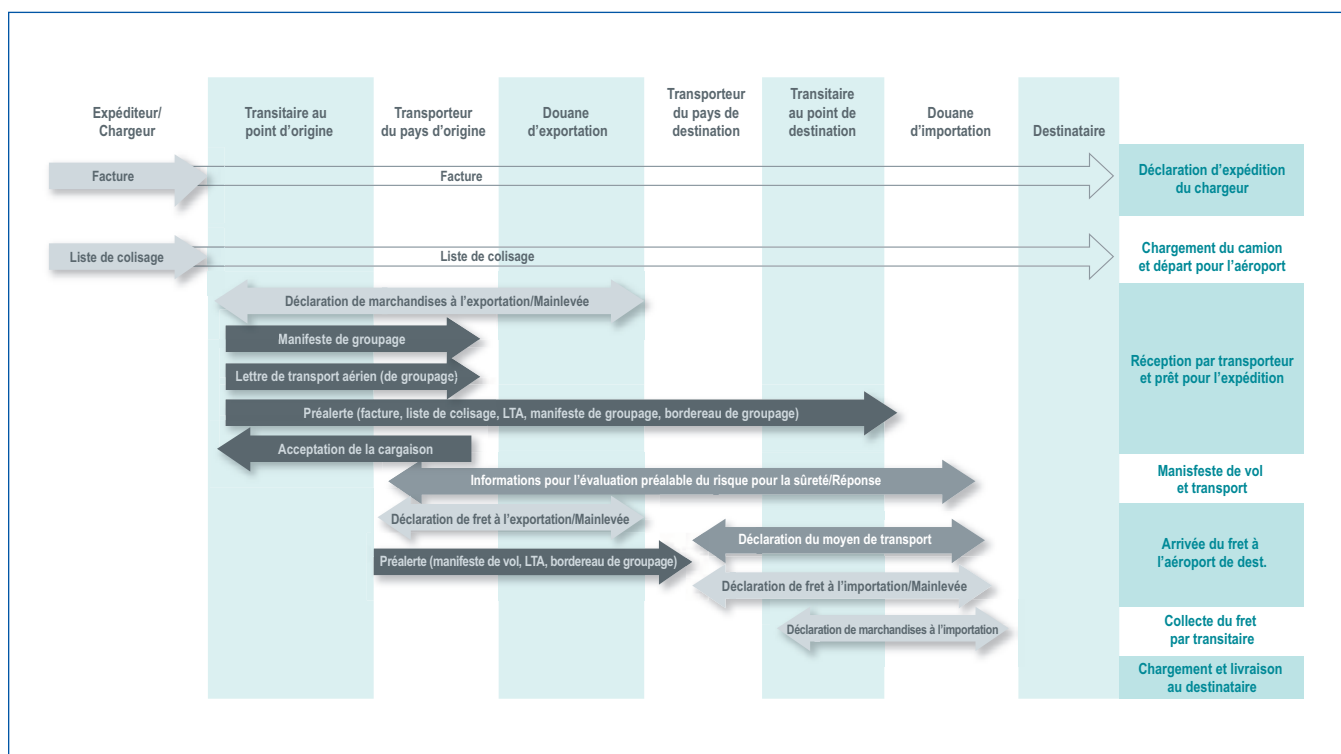 Expéditeur/
Chargeur
Transitaire au
point d'origine
Transporteur
du pays d'origine
Douane
d'exportation
Transporteur
du pays de
destination
Transitaire
au point de
destination
Douane
d'importation
Destinataire
Facture
Facture
Déclaration d'expédition
du chargeur
Liste de colisage
Liste de colisage
Chargement du camion
et départ pour l'aéroport
Déclaration de marchandises à l'exportation/Mainlevée
Manifeste de groupage
Lettre de transport aérien (de groupage)
Préalerte (facture, liste de colisage, LTA, manifeste de groupage, bordereau de groupage)
Acceptation de la cargaison
Réception par transporteur
et prêt pour l'expédition
Informations pour l'évaluation préalable du risque pour la sûreté/Réponse
Manisfeste de vol
et transport
Déclaration de fret à l'exportation/Mainlevée
Déclaration du moyen de transport
Préalerte (manifeste de vol, LTA, bordereau de groupage)
Déclaration de fret à l'importation/Mainlevée
Arrivée du fret à
l'aéroport de dest.
Déclaration de marchandises à l'importation
Collecte du fret
par transitaire
Chargement et livraison
au destinataire